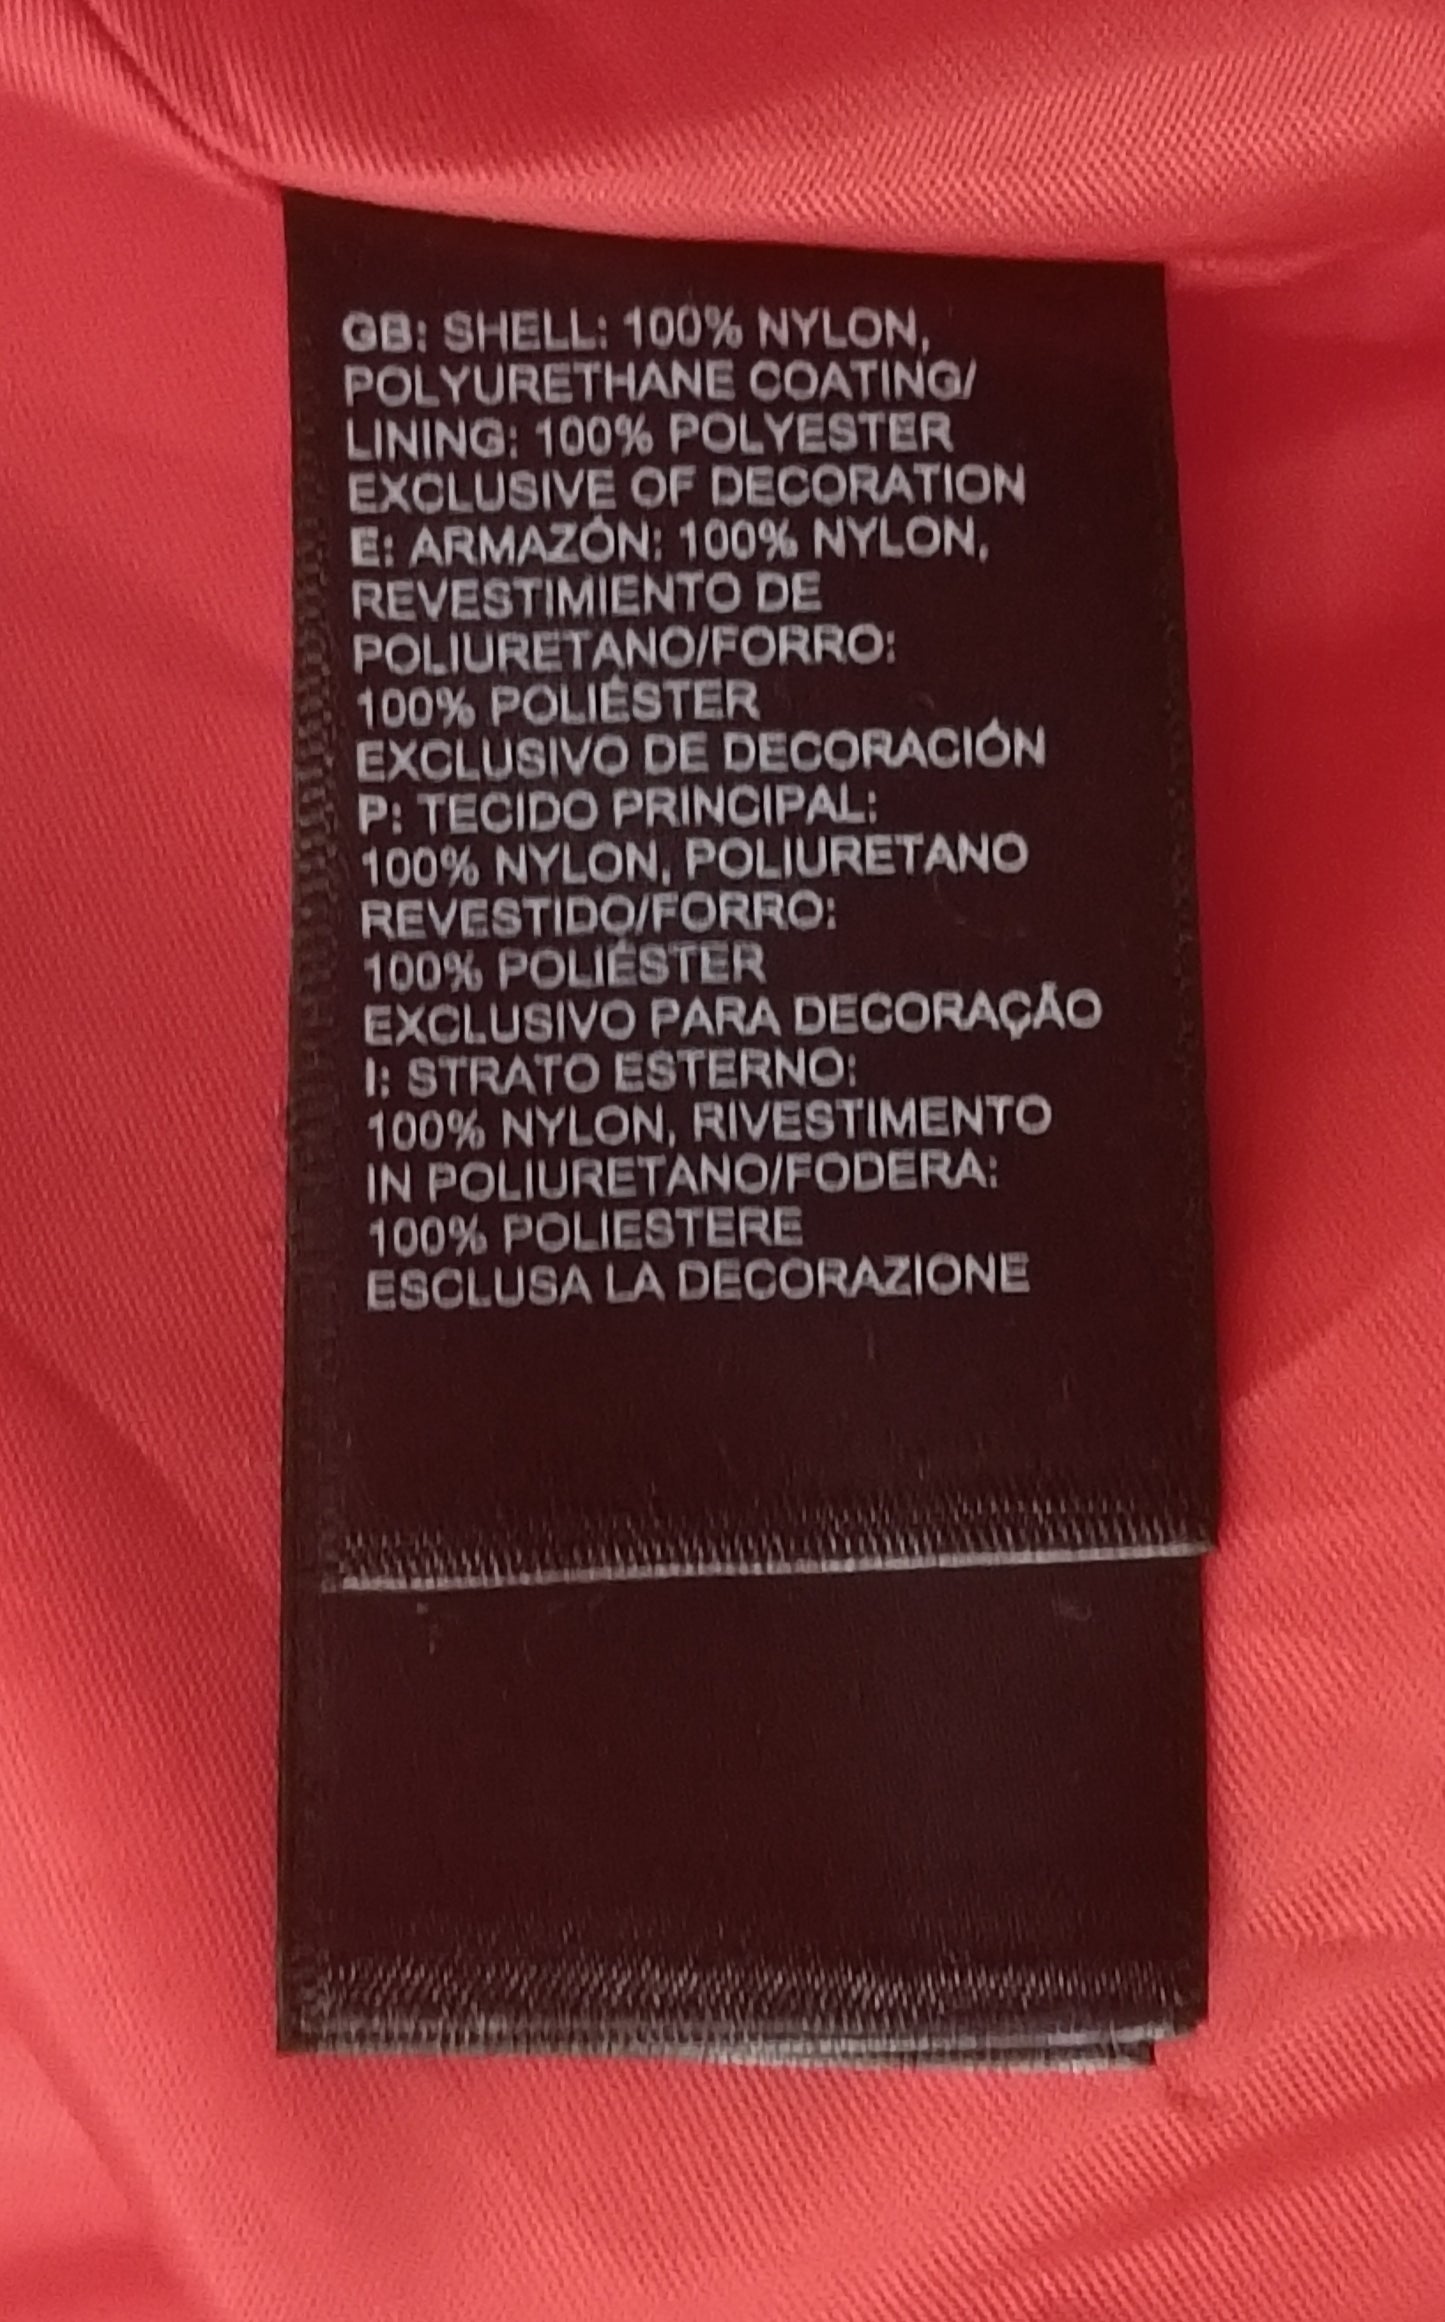 GB: SHELL: 100% NYLON,
POLYURETHANE COATING/
LINING: 100% POLYESTER
EXCLUSIVE OF DECORATION
E: ARMAZÓN: 100% NYLON,
REVESTIMIENTO DE
POLIURETANO/FORRO:
100% POLIÉSTER
EXCLUSIVO DE DECORACIÓN
P: TECIDO PRINCIPAL:
100% NYLON, POLIURETANO
REVESTIDO/FORRO:
100% POLIÉSTER
EXCLUSIVO PARA DECORAÇÃO
I: STRATO ESTERNO:
100% NYLON, RIVESTIMENTO
IN POLIURETANO/FODERA:
100% POLIESTERE
ESCLUSA LA DECORAZIONE